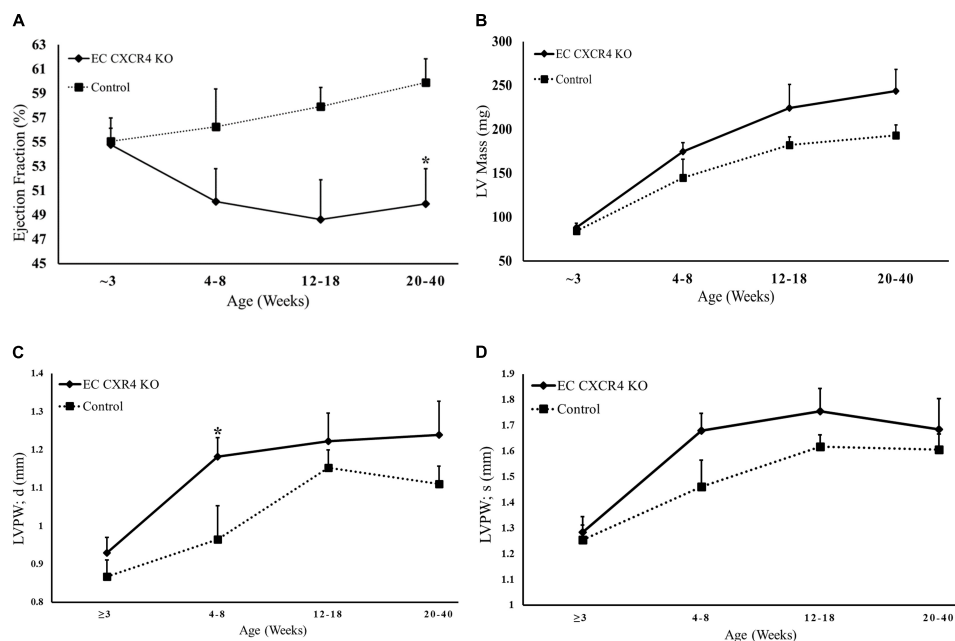 A
63
61
59
57
55
53
51
49
47
45
Ejection Fraction (%)
EC CXCR4 KO
Control
*
~3
4-8
12-18
20-40
Age (Weeks)
B
300
250
200
150
100
50
LV Mass (mg)
EC CXCR4 KO
Control
~3
4-8
12-18
20-40
Age (Weeks)
C
1.4
1.3
1.2
1.1
1
0.9
0.8
LVPW; d (mm)
EC CXR4 KO
Control
*
≥3
4-8
12-18
20-40
Age (Weeks)
D
1.9
1.8
1.7
1.6
1.5
1.4
1.3
1.2
1.1
1
LVPW; s (mm)
EC CXCR4 KO
Control
≥3
4-8
12-18
20-40
Age (Weeks)